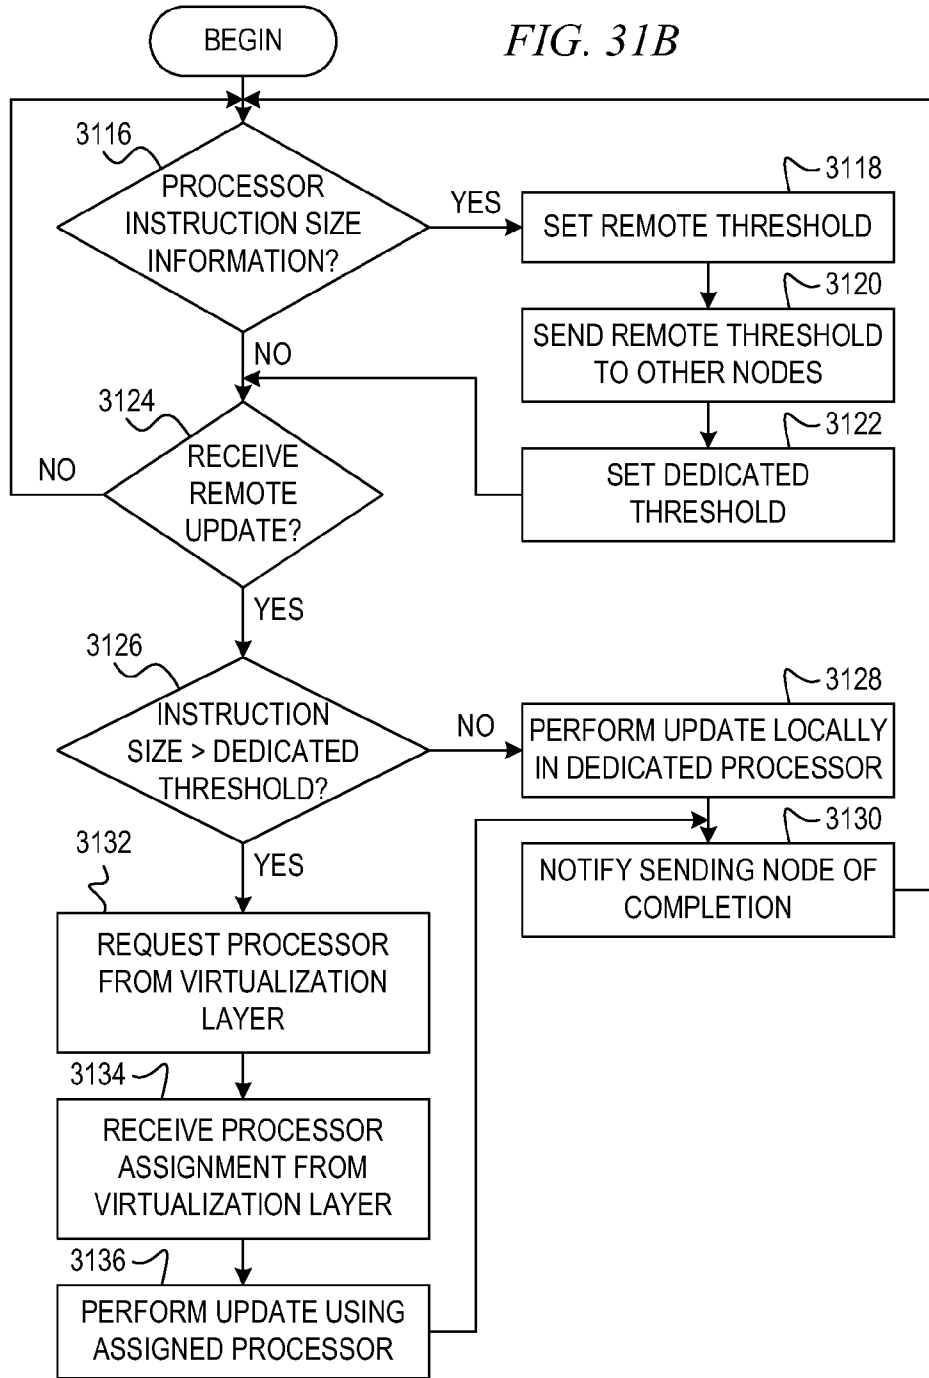 BEGIN
FIG. 31B
3116
PROCESSOR
INSTRUCTION SIZE
INFORMATION?
YES
3118
SET REMOTE THRESHOLD
3120
SEND REMOTE THRESHOLD
TO OTHER NODES
3122
SET DEDICATED
THRESHOLD
NO
3124
NO
RECEIVE
REMOTE
UPDATE?
YES
3126
INSTRUCTION
SIZE > DEDICATED
THRESHOLD?
NO
3128
PERFORM UPDATE LOCALLY
IN DEDICATED PROCESSOR
3130
NOTIFY SENDING NODE OF
COMPLETION
YES
3132
REQUEST PROCESSOR
FROM VIRTUALIZATION
LAYER
3134
RECEIVE PROCESSOR
ASSIGNMENT FROM
VIRTUALIZATION LAYER
3136
PERFORM UPDATE USING
ASSIGNED PROCESSOR